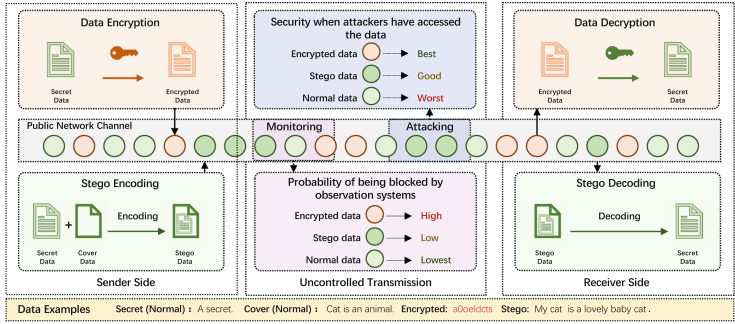 Data Encryption
Secret
Data
Encrypted
Data
Security when attackers have accessed
the data
Encrypted data
Best
Stego data
Good
Normal data
Worst
Data Decryption
Encrypted
Data
Secret
Data
Public Network Channel
Monitoring
Attacking
Stego Encoding
+
Encoding
Secret
Data
Cover
Data
Stego
Data
Sender Side
Probability of being blocked by
observation systems
Encrypted data
High
Stego data
Low
Normal data
Lowest
Uncontrolled Transmission
Stego Decoding
Decoding
Stego
Data
Secret
Data
Receiver Side
Data Examples Secret (Normal) : A secret. Cover (Normal) : Cat is an animal. Encrypted: a0oeldcts Stego: My cat is a lovely baby cat .